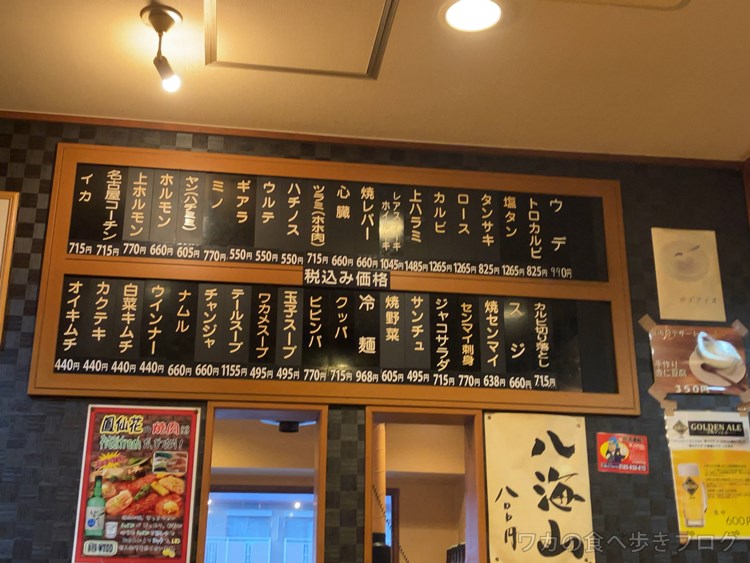 ウデ 990円
トロカルビ 825円
塩タン 1265円
タンサキ 825円
ロース 1265円
カルビ 1265円
上ハラミ 1485円
1045円
焼レバー 660円
心臓 660円
ツラミ(ホホ肉) 715円
ハチノス 550円
ウルテ 550円
ギアラ 550円
ミノ 770円
605円
ホルモン 660円
上ホルモン 770円
名古屋コーチン 715円
イカ 715円
税込み価格
カルビ切り落とし 715円
スジ 660円
焼センマイ 638円
センマイ刺身 770円
ジャコサラダ 715円
サンチュ 495円
焼野菜 605円
冷麺 968円
クッパ 715円
ビビンバ 770円
玉子スープ 495円
ワカメスープ 495円
テールスープ 1155円
チャンジャ 660円
ナムル 660円
ウインナー 440円
白菜キムチ 440円
カクテキ 440円
オイキムチ 440円
鳳仙花の焼肉は
八海山
八〇〇円
手作り
杏仁豆腐
350円
GOLDEN ALE
600円
ワカの食べ歩きブログ